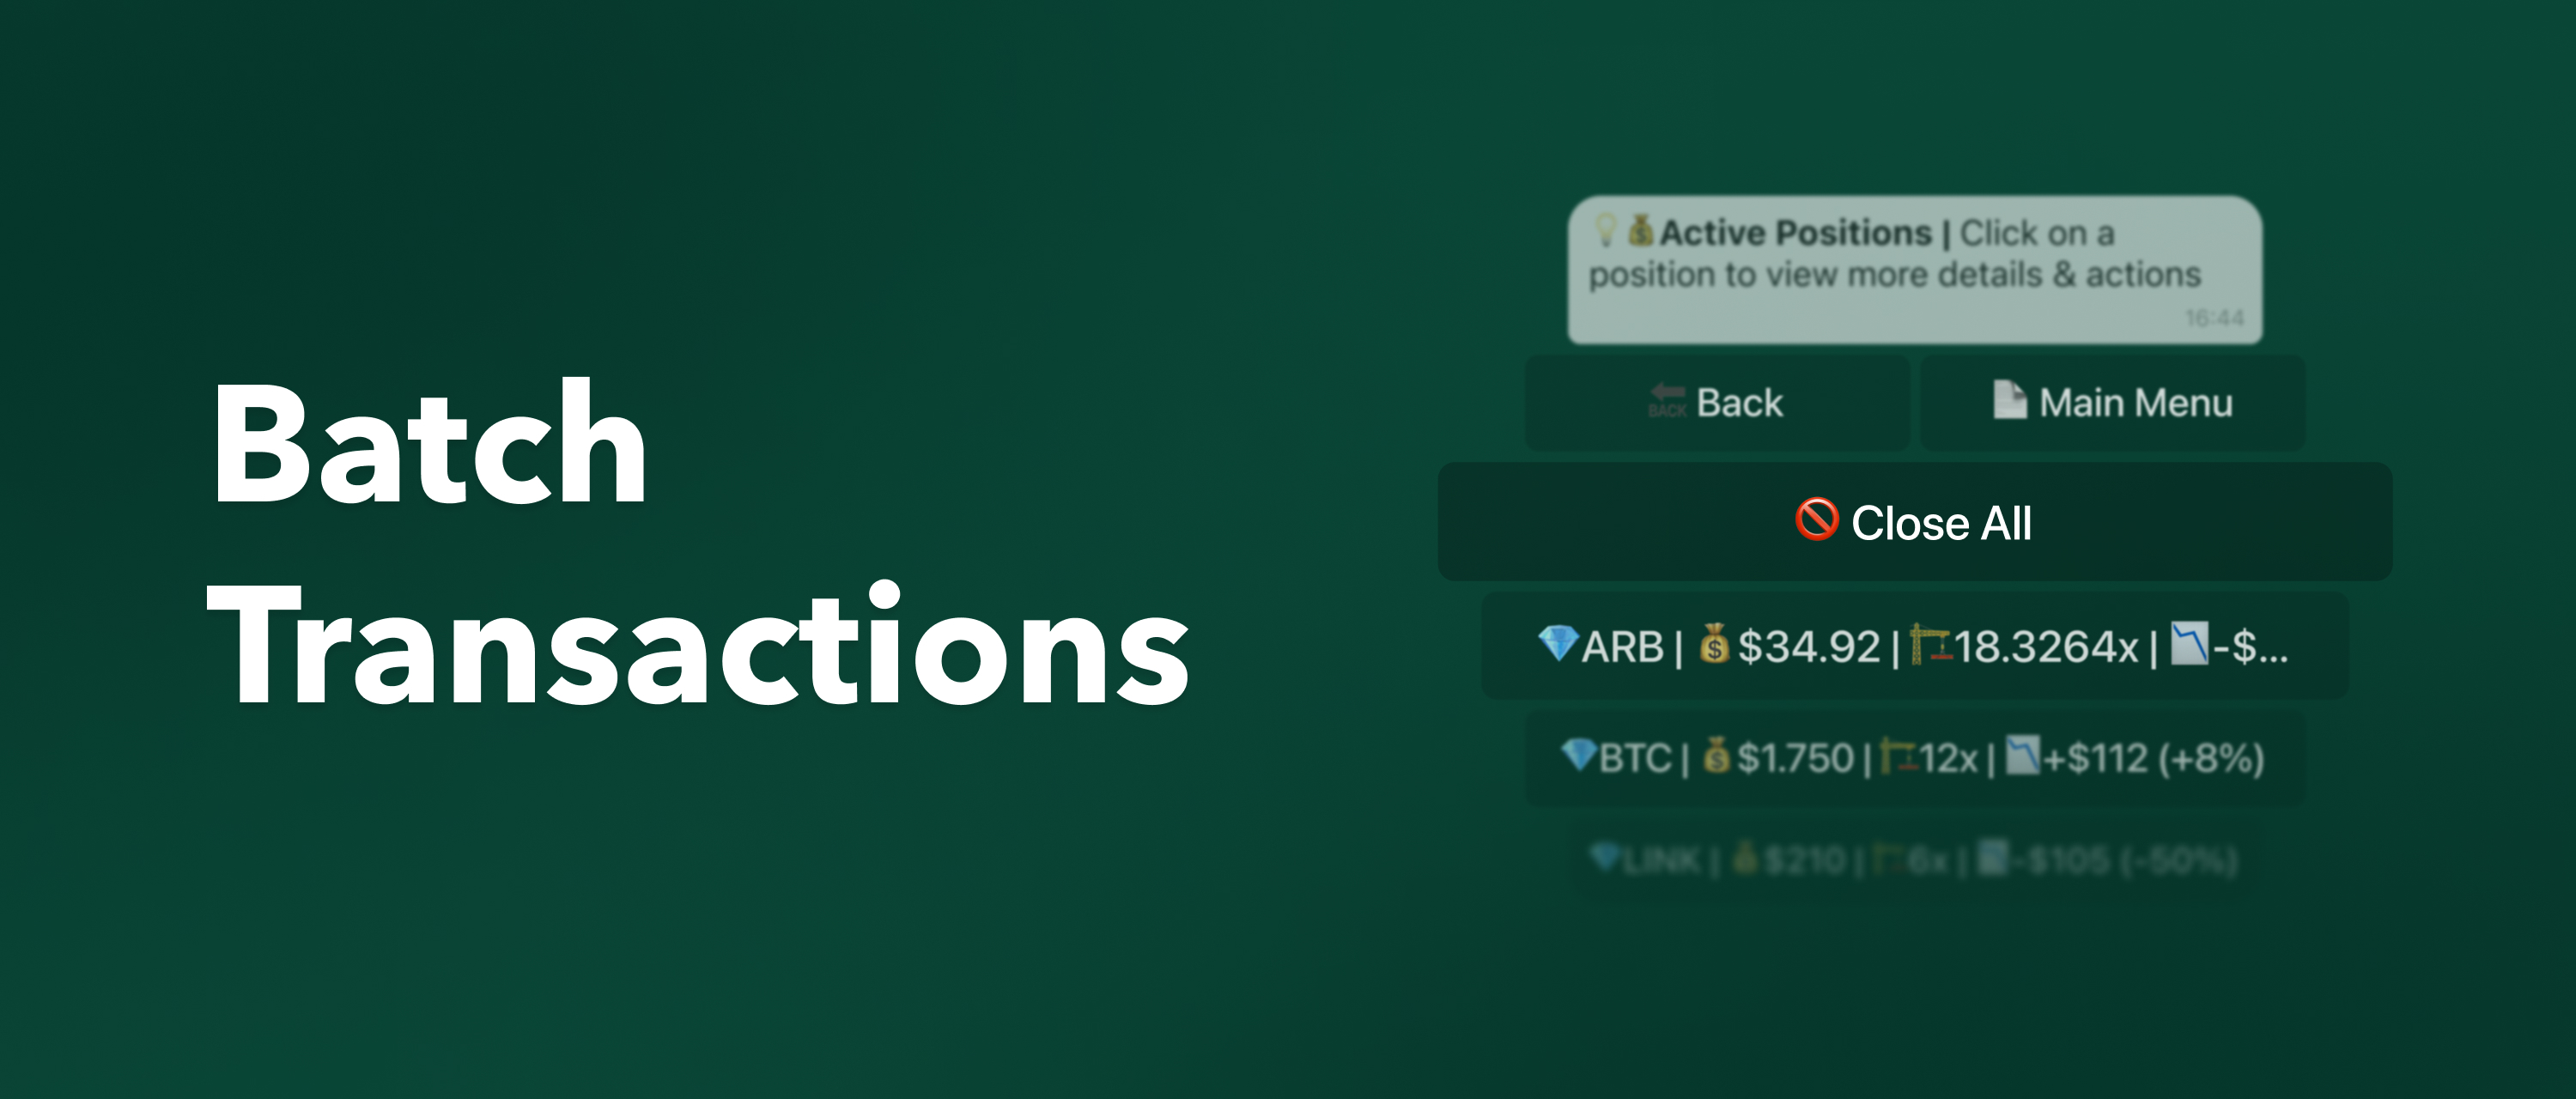 Batch
Transactions
💡💰Active Positions | Click on a
position to view more details & actions
16:44
🔙 Back
📄 Main Menu
🚫 Close All
💎ARB | 💰$34.92 | 🏗️18.3264x | 📉-$...
💎BTC | 💰$1.750 | 🏗️12x | 📉+$112 (+8%)
💎LINK | 💰$210 | 🏗️6x | 📉-$105 (-50%)